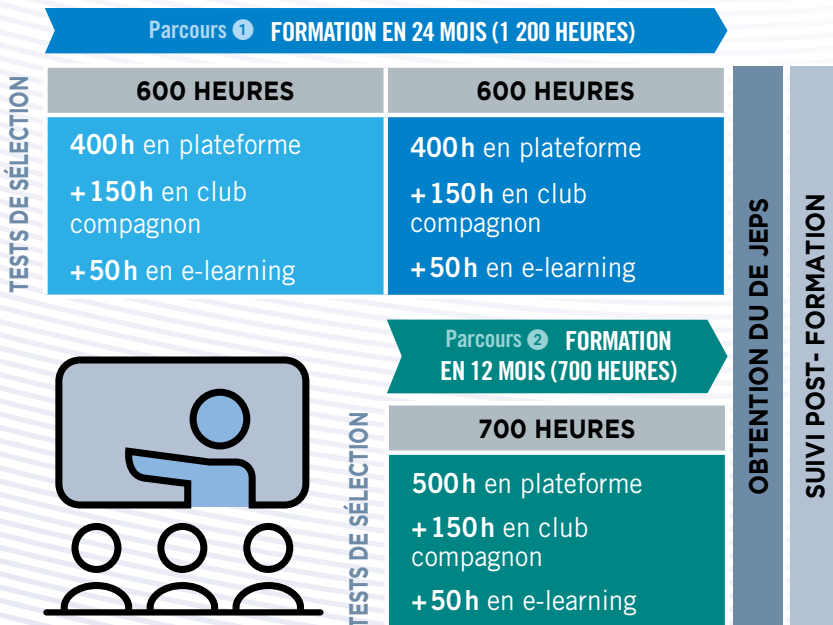 Parcours 1 FORMATION EN 24 MOIS (1 200 HEURES)
TESTS DE SÉLECTION
600 HEURES
400h en plateforme
+150h en club
compagnon
+50h en e-learning
600 HEURES
400h en plateforme
+150h en club
compagnon
+50h en e-learning
Parcours 2 FORMATION
EN 12 MOIS (700 HEURES)
TESTS DE SÉLECTION
700 HEURES
500h en plateforme
+150h en club
compagnon
+50h en e-learning
OBTENTION DU DE JEPS
SUIVI POST- FORMATION